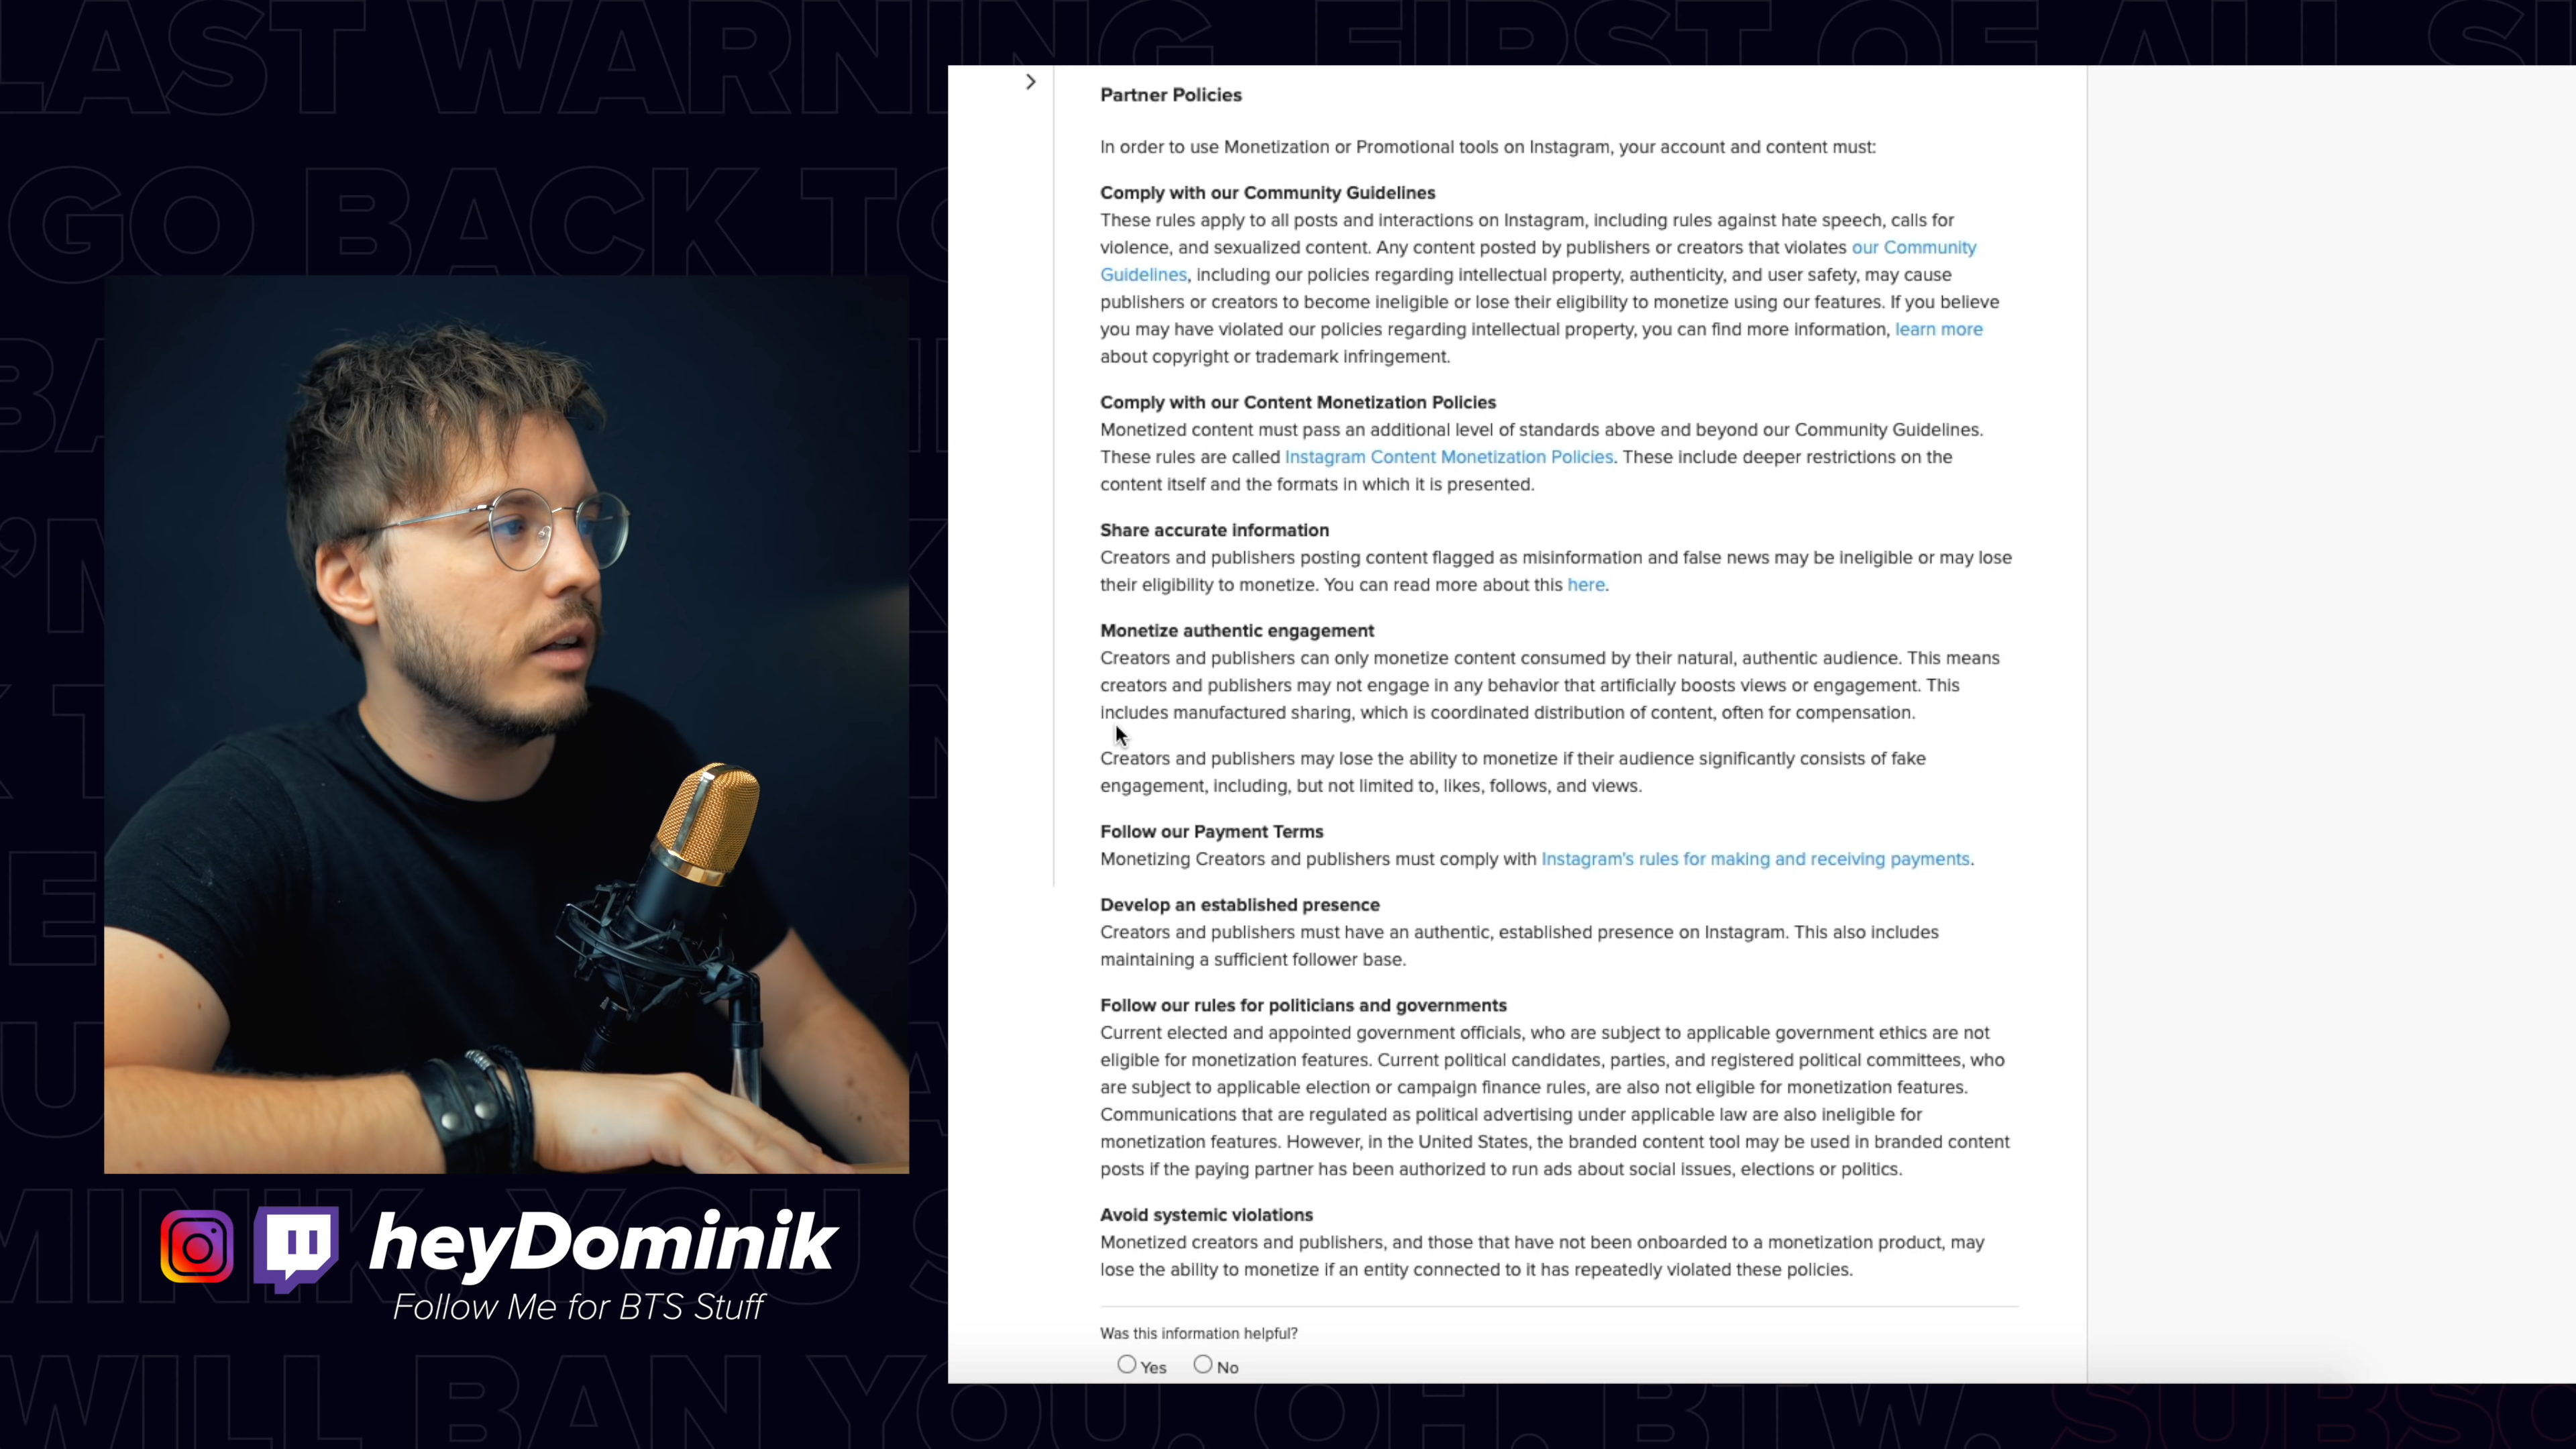 LAST WARNING. FIRST OF ALL
GO BACK TO
Partner Policies
In order to use Monetization or Promotional tools on Instagram, your account and content must:
Comply with our Community Guidelines
These rules apply to all posts and interactions on Instagram, including rules against hate speech, calls for
violence, and sexualized content. Any content posted by publishers or creators that violates our Community
Guidelines, including our policies regarding intellectual property, authenticity, and user safety, may cause
publishers or creators to become ineligible or lose their eligibility to monetize using our features. If you believe
you may have violated our policies regarding intellectual property, you can find more information, learn more
about copyright or trademark infringement.
Comply with our Content Monetization Policies
Monetized content must pass an additional level of standards above and beyond our Community Guidelines.
These rules are called Instagram Content Monetization Policies. These include deeper restrictions on the
content itself and the formats in which it is presented.
Share accurate information
Creators and publishers posting content flagged as misinformation and false news may be ineligible or may lose
their eligibility to monetize. You can read more about this here.
Monetize authentic engagement
Creators and publishers can only monetize content consumed by their natural, authentic audience. This means
creators and publishers may not engage in any behavior that artificially boosts views or engagement. This
includes manufactured sharing, which is coordinated distribution of content, often for compensation.
Creators and publishers may lose the ability to monetize if their audience significantly consists of fake
engagement, including, but not limited to, likes, follows, and views.
Follow our Payment Terms
Monetizing Creators and publishers must comply with Instagram's rules for making and receiving payments.
Develop an established presence
Creators and publishers must have an authentic, established presence on Instagram. This also includes
maintaining a sufficient follower base.
Follow our rules for politicians and governments
Current elected and appointed government officials, who are subject to applicable government ethics are not
eligible for monetization features. Current political candidates, parties, and registered political committees, who
are subject to applicable election or campaign finance rules, are also not eligible for monetization features.
Communications that are regulated as political advertising under applicable law are also ineligible for
monetization features. However, in the United States, the branded content tool may be used in branded content
posts if the paying partner has been authorized to run ads about social issues, elections or politics.
Avoid systemic violations
Monetized creators and publishers, and those that have not been onboarded to a monetization product, may
lose the ability to monetize if an entity connected to it has repeatedly violated these policies.
Was this information helpful?
Yes No
heyDominik
Follow Me for BTS Stuff
WILL BAN YOU. OH. BTW. SUBSC